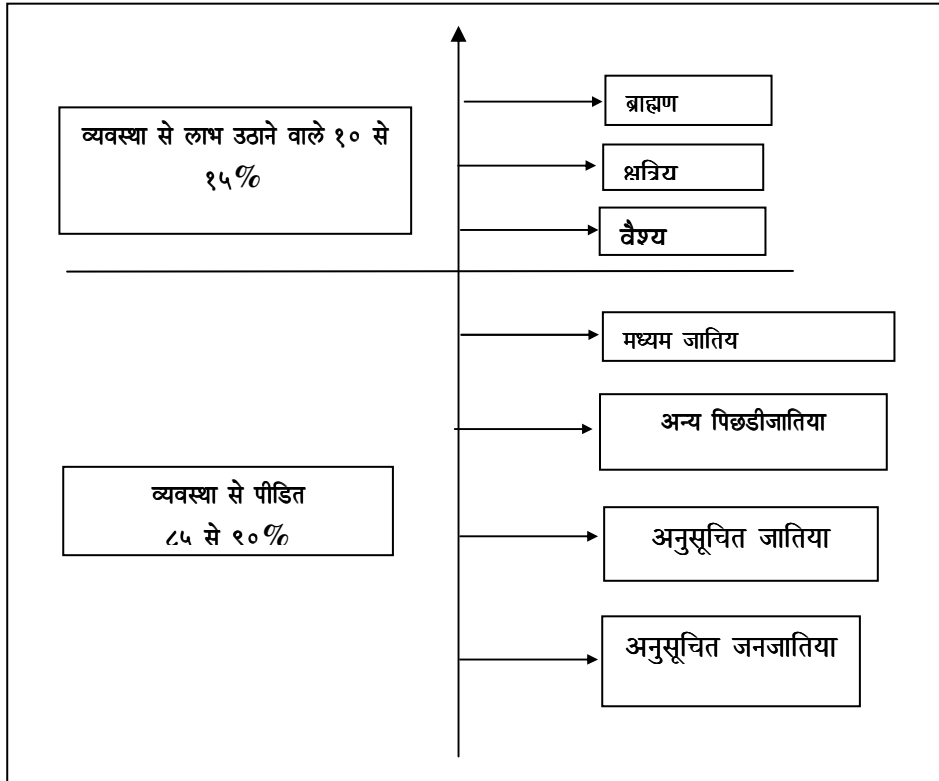 व्यवस्था से लाभ उठाने वाले १० से
१५%
ब्राह्मण
क्षत्रिय
वैश्य
मध्यम जातिय
अन्य पिछडीजातिया
व्यवस्था से पीडित
८५ से ९०%
अनुसूचित जातिया
अनुसूचित जनजातिया